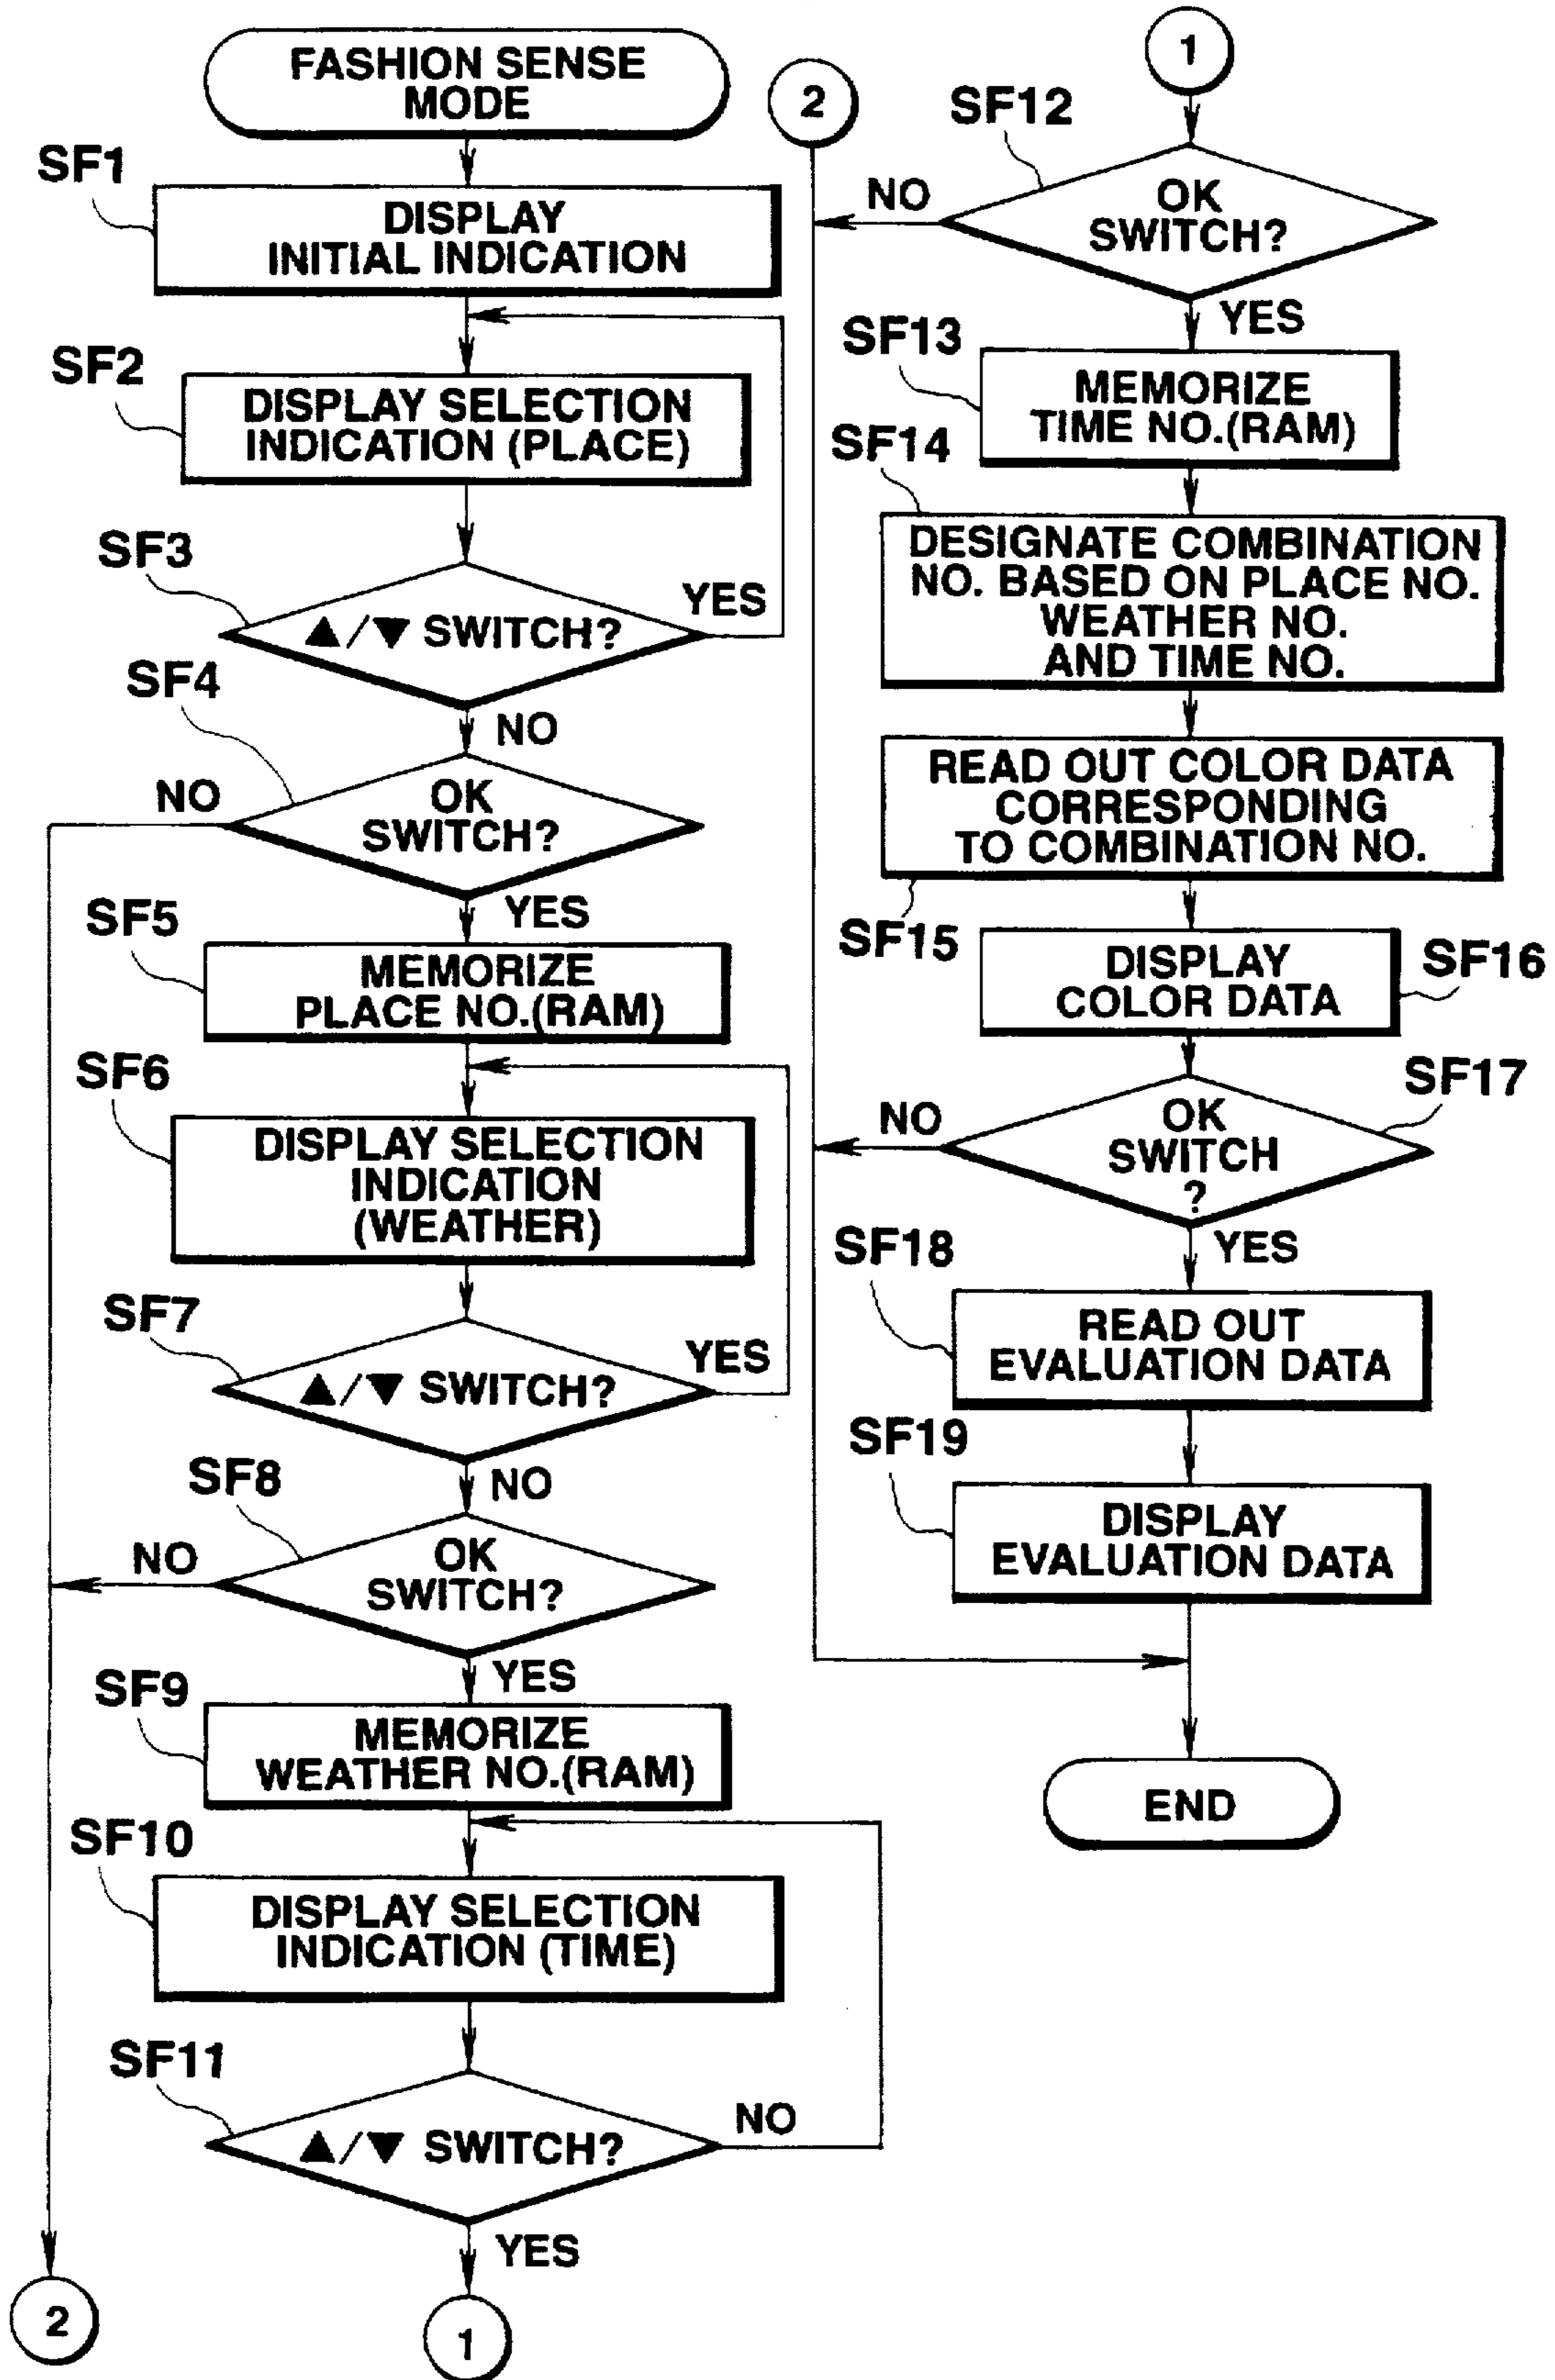 FASHION SENSE
MODE
SF1
DISPLAY
INITIAL INDICATION
SF2
DISPLAY SELECTION
INDICATION (PLACE)
SF3
▲/▼ SWITCH?
YES
NO
SF4
OK
SWITCH?
NO
YES
SF5
MEMORIZE
PLACE NO.(RAM)
SF6
DISPLAY SELECTION
INDICATION
(WEATHER)
SF7
▲/▼ SWITCH?
YES
NO
SF8
OK
SWITCH?
NO
YES
SF9
MEMORIZE
WEATHER NO.(RAM)
SF10
DISPLAY SELECTION
INDICATION (TIME)
SF11
▲/▼ SWITCH?
NO
YES
2
1
1
2
SF12
OK
SWITCH?
NO
YES
SF13
MEMORIZE
TIME NO.(RAM)
SF14
DESIGNATE COMBINATION
NO. BASED ON PLACE NO.
WEATHER NO.
AND TIME NO.
READ OUT COLOR DATA
CORRESPONDING
TO COMBINATION NO.
SF15
DISPLAY
COLOR DATA
SF16
SF17
OK
SWITCH
?
NO
YES
SF18
READ OUT
EVALUATION DATA
SF19
DISPLAY
EVALUATION DATA
END